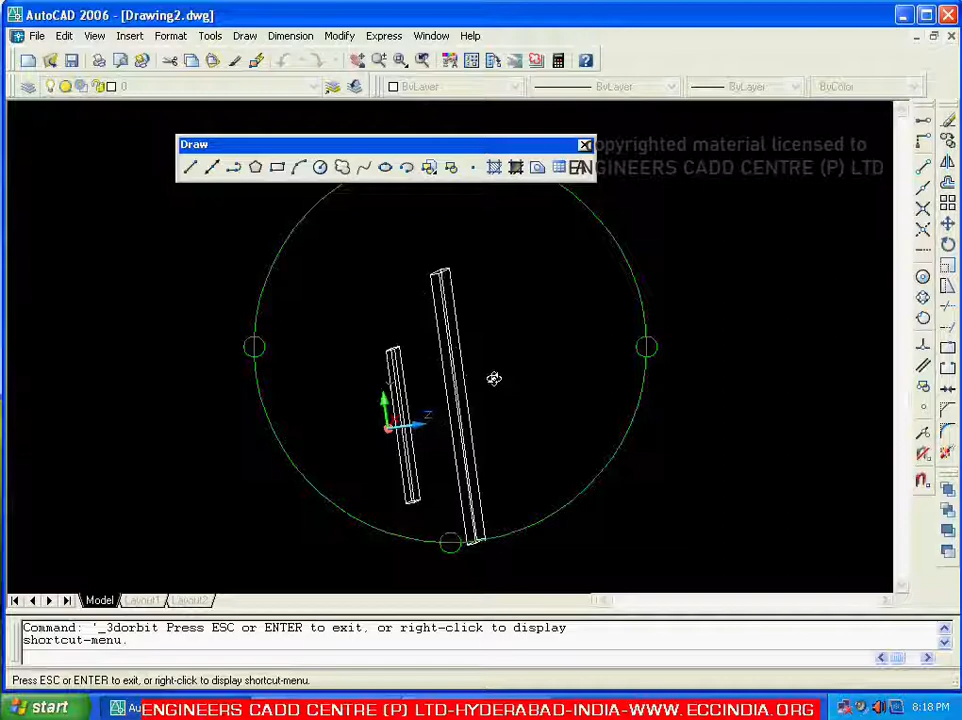 AutoCAD 2006 - [Drawing2.dwg]
File Edit View Insert Format Tools Draw Dimension Modify Express Window Help
0 ByLayer ByLayer ByLayer ByColor
Draw
opyrighted material licensed to
ENGINEERS CADD CENTRE (P) LTD
Z
Model Layout1 Layout2
Command: '_3dorbit Press ESC or ENTER to exit, or right-click to display
shortcut-menu.
Press ESC or ENTER to exit, or right-click to display shortcut-menu.
start Au ENGINEERS CADD CENTRE (P) LTD-HYDERABAD-INDIA-WWW.ECCINDIA.ORG 8:18 PM